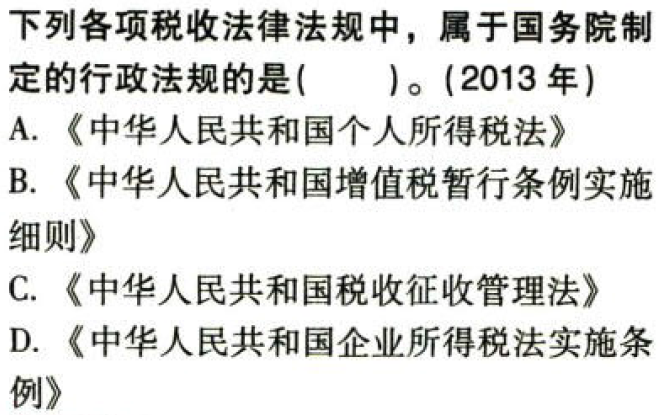 下列各项税收法律法规中，属于国务院制
定的行政法规的是(　　)。(2013 年)
A. 《中华人民共和国个人所得税法》
B. 《中华人民共和国增值税暂行条例实施
细则》
C. 《中华人民共和国税收征收管理法》
D. 《中华人民共和国企业所得税法实施条
例》